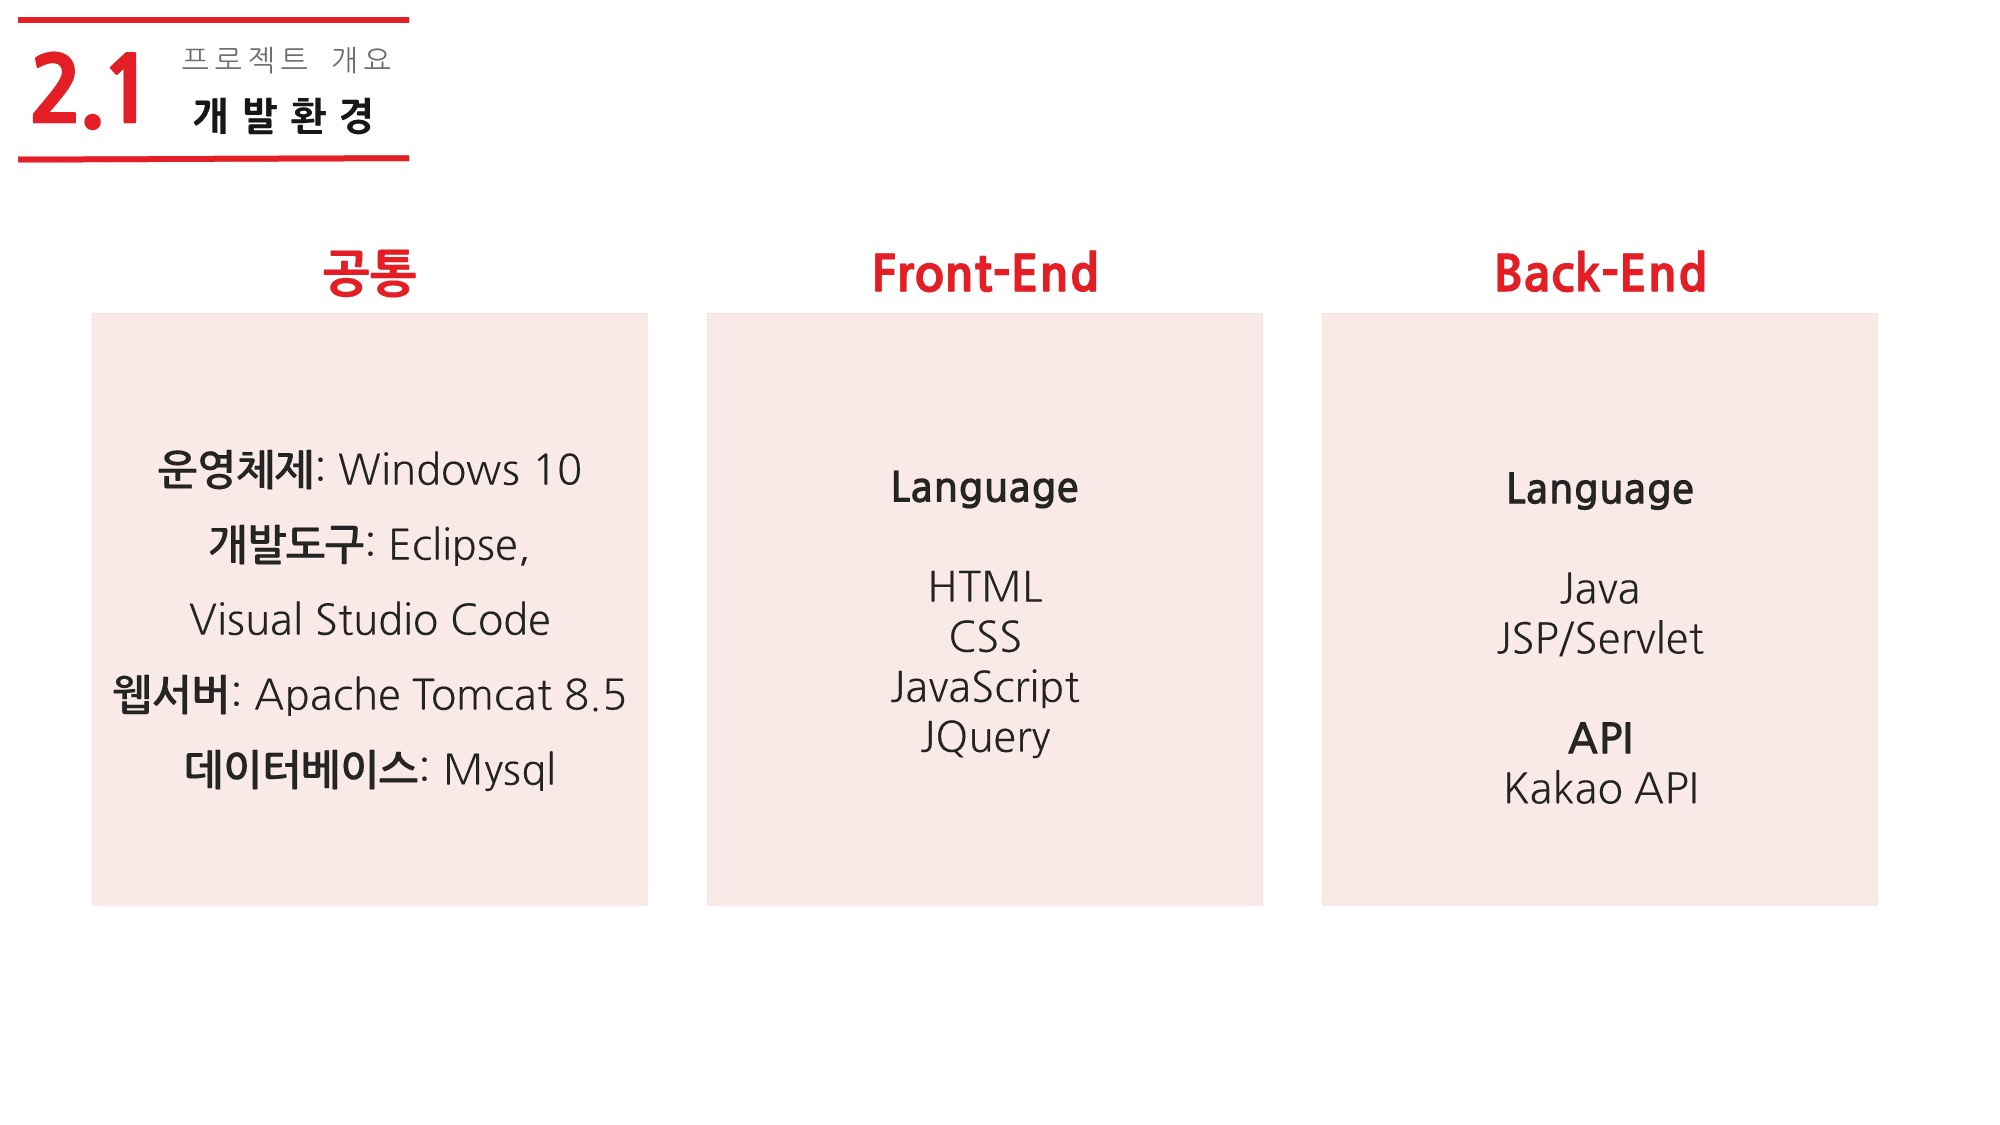 2.1
프로젝트 개요
개발환경
공통
운영체제: Windows 10
개발도구: Eclipse,
Visual Studio Code
웹서버: Apache Tomcat 8.5
데이터베이스: Mysql
Front-End
Language
HTML
CSS
JavaScript
JQuery
Back-End
Language
Java
JSP/Servlet
API
Kakao API